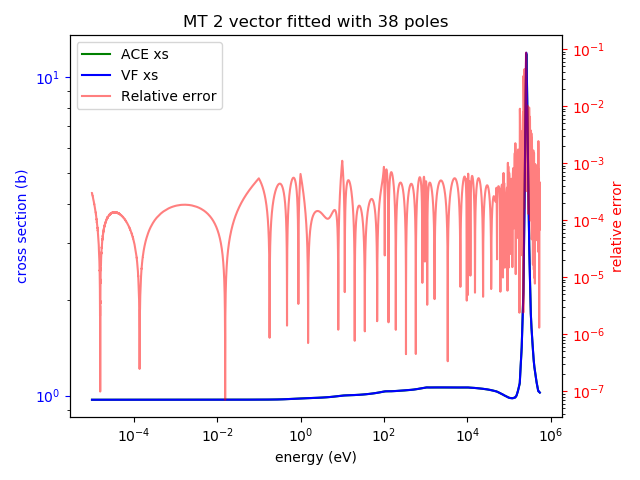 MT 2 vector fitted with 38 poles
ACE xs
VF xs
Relative error
cross section (b)
10^1
10^0
relative error
10^-1
10^-2
10^-3
10^-4
10^-5
10^-6
10^-7
10^-4
10^-2
10^0
10^2
10^4
10^6
energy (eV)